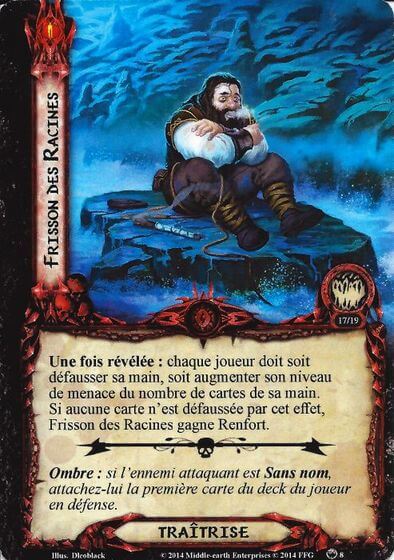 FRISSON DES RACINES
17/19
Une fois révélée : chaque joueur doit soit
défausser sa main, soit augmenter son niveau
de menace du nombre de cartes de sa main.
Si aucune carte n'est défaussée par cet effet,
Frisson des Racines gagne Renfort.
Ombre : si l'ennemi attaquant est Sans nom,
attachez-lui la première carte du deck du joueur
en défense.
TRAÎTRISE
Illus. Dleoblack
© 2014 Middle-earth Enterprises © 2014 FFG
8